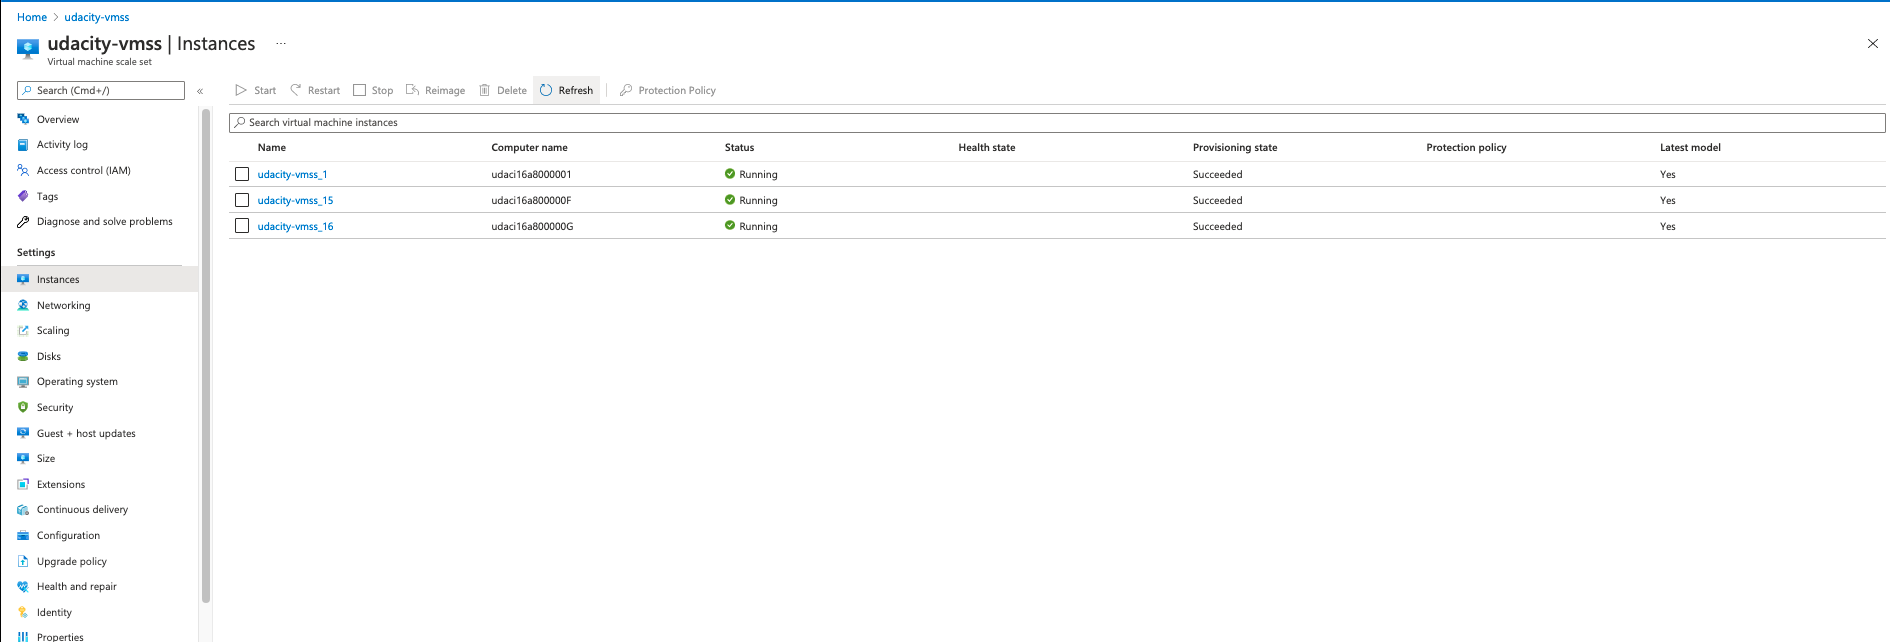 Home > udacity-vmss
udacity-vmss | Instances ...
Virtual machine scale set
Search (Cmd+/)
«
Start Restart Stop Reimage Delete Refresh Protection Policy
Search virtual machine instances
Overview
Activity log
Access control (IAM)
Tags
Diagnose and solve problems
Settings
Instances
Networking
Scaling
Disks
Operating system
Security
Guest + host updates
Size
Extensions
Continuous delivery
Configuration
Upgrade policy
Health and repair
Identity
Properties
Name Computer name Status Health state Provisioning state Protection policy Latest model
udacity-vmss_1 udaci16a8000001 Running Succeeded Yes
udacity-vmss_15 udaci16a800000F Running Succeeded Yes
udacity-vmss_16 udaci16a800000G Running Succeeded Yes